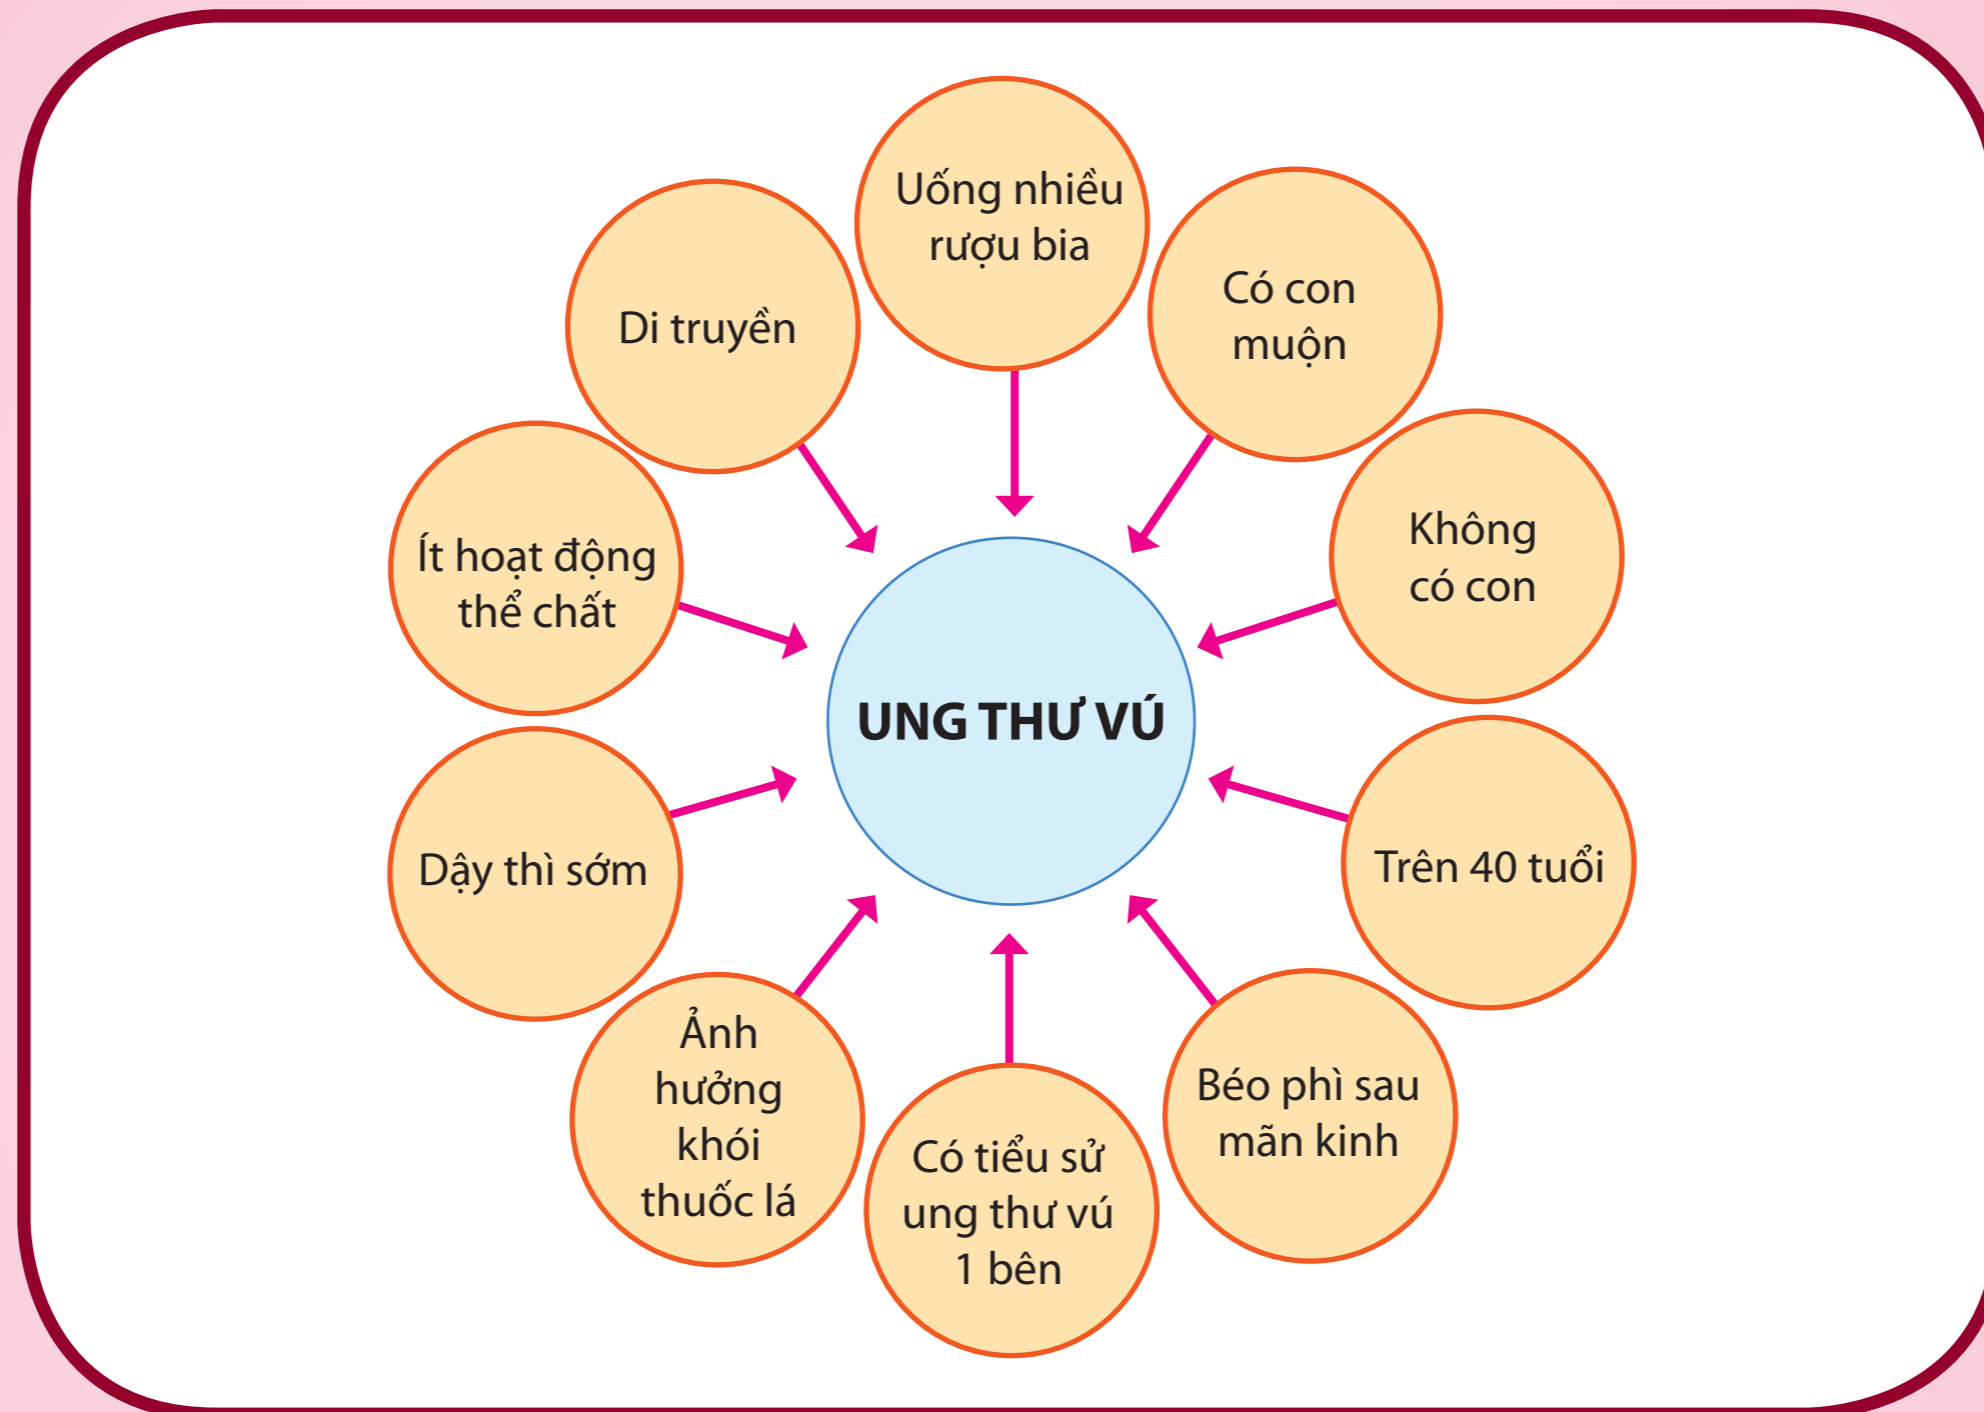 Uống nhiều
rượu bia
Có con
muộn
Không
có con
Trên 40 tuổi
Béo phì sau
mãn kinh
Có tiểu sử
ung thư vú
1 bên
Ảnh
hưởng
khói
thuốc lá
Dậy thì sớm
Ít hoạt động
thể chất
Di truyền
UNG THƯ VÚ